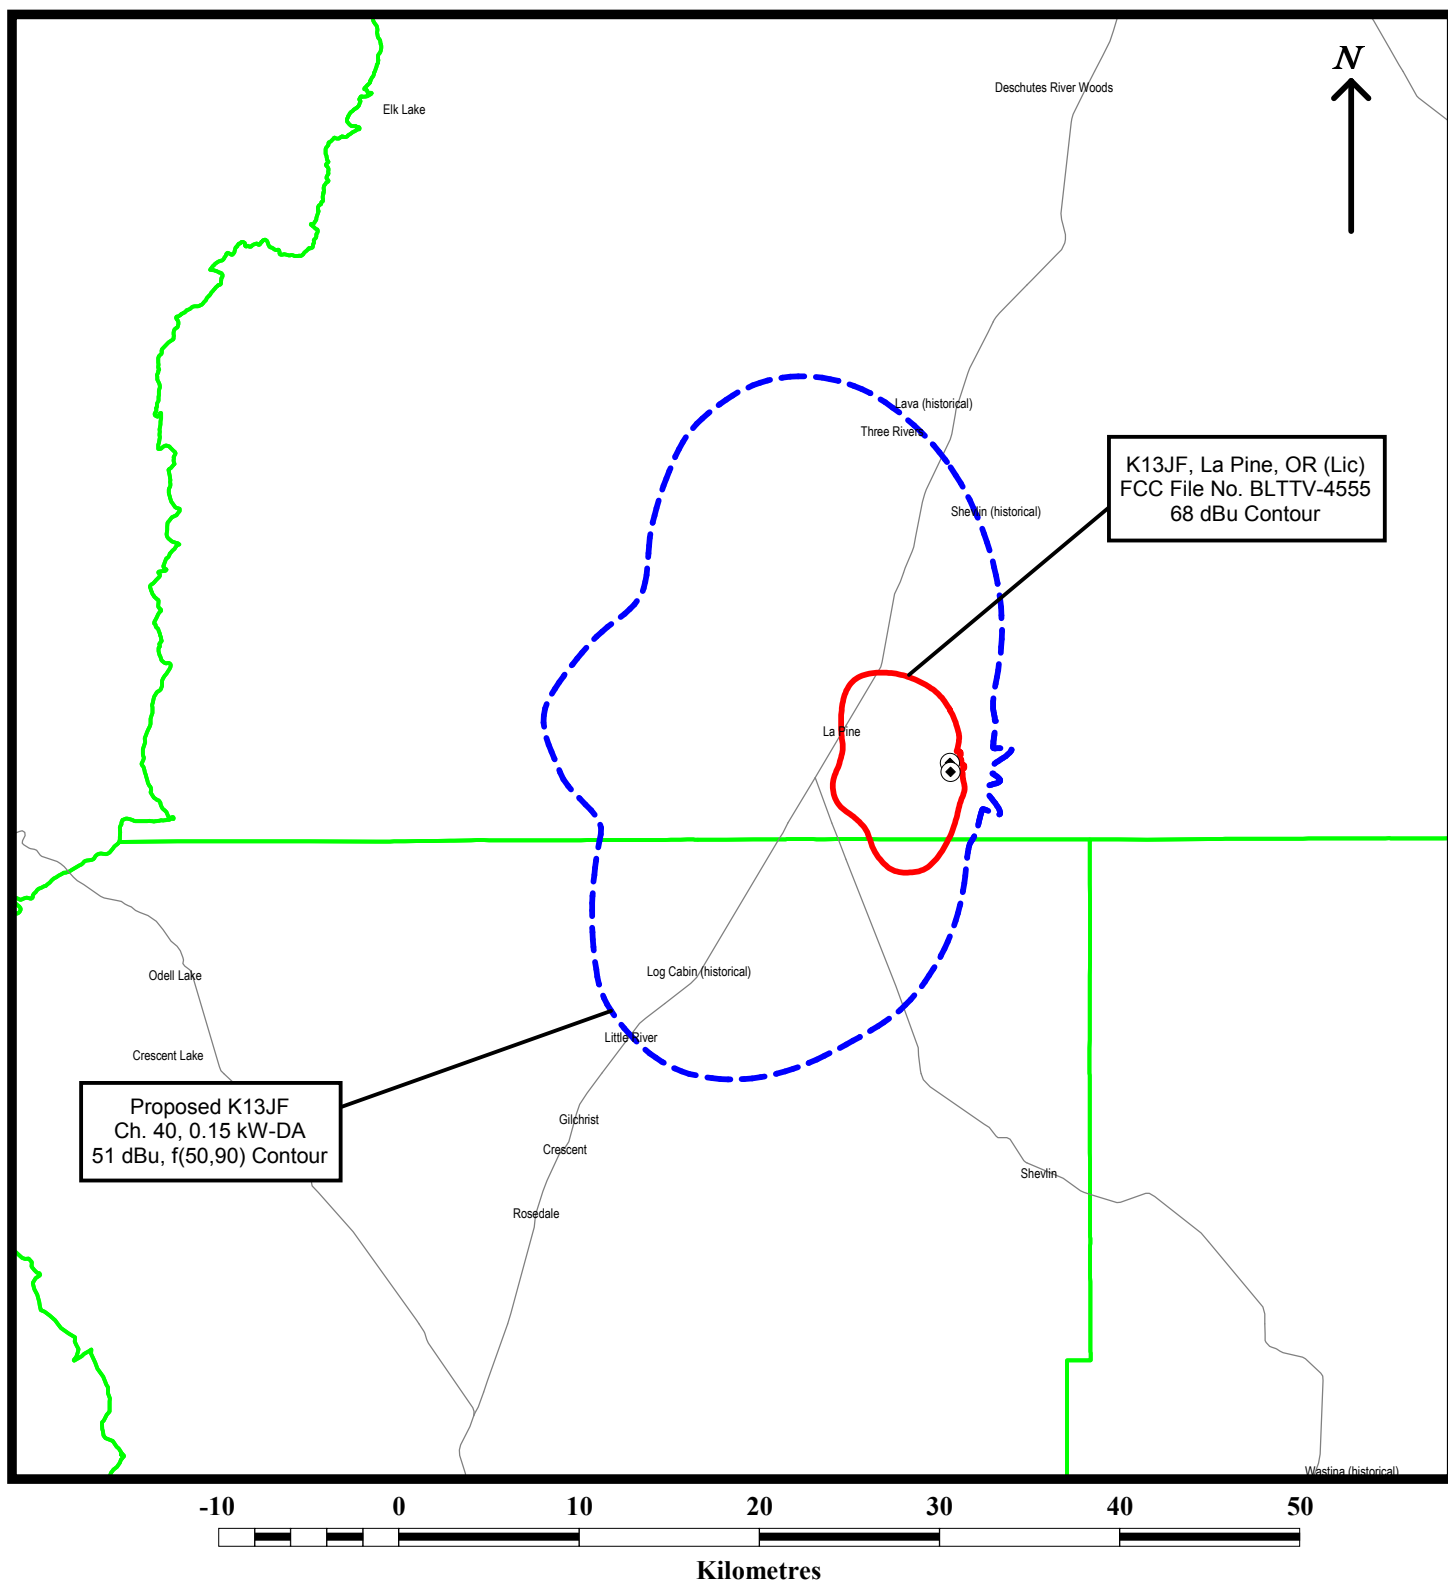 N
Deschutes River Woods
Elk Lake
Lava (historical)
Three Rivers
K13JF, La Pine, OR (Lic)
FCC File No. BLTTV-4555
68 dBu Contour
Shevlin (historical)
La Pine
Log Cabin (historical)
Odell Lake
Little River
Crescent Lake
Proposed K13JF
Ch. 40, 0.15 kW-DA
51 dBu, f(50,90) Contour
Gilchrist
Crescent
Shevlin
Rosedale
Wastina (historical)
-10 0 10 20 30 40 50
Kilometres